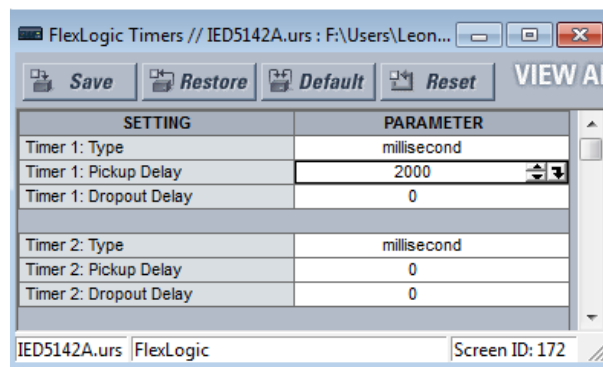 FlexLogic Timers // IED5142A.urs : F:\Users\Leon...
Save Restore Default Reset VIEW
SETTING PARAMETER
Timer 1: Type millisecond
Timer 1: Pickup Delay 2000
Timer 1: Dropout Delay 0
Timer 2: Type millisecond
Timer 2: Pickup Delay 0
Timer 2: Dropout Delay 0
IED5142A.urs FlexLogic Screen ID: 172